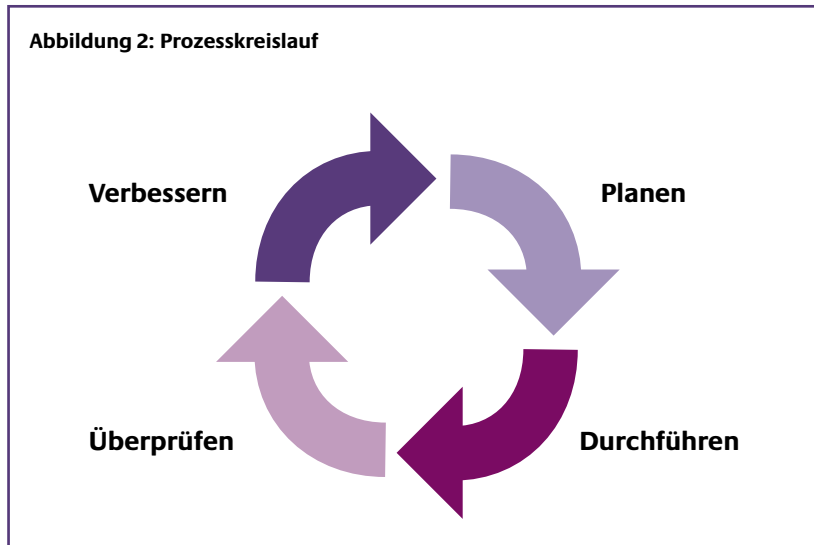 Abbildung 2: Prozesskreislauf
Verbessern
Planen
Überprüfen
Durchführen